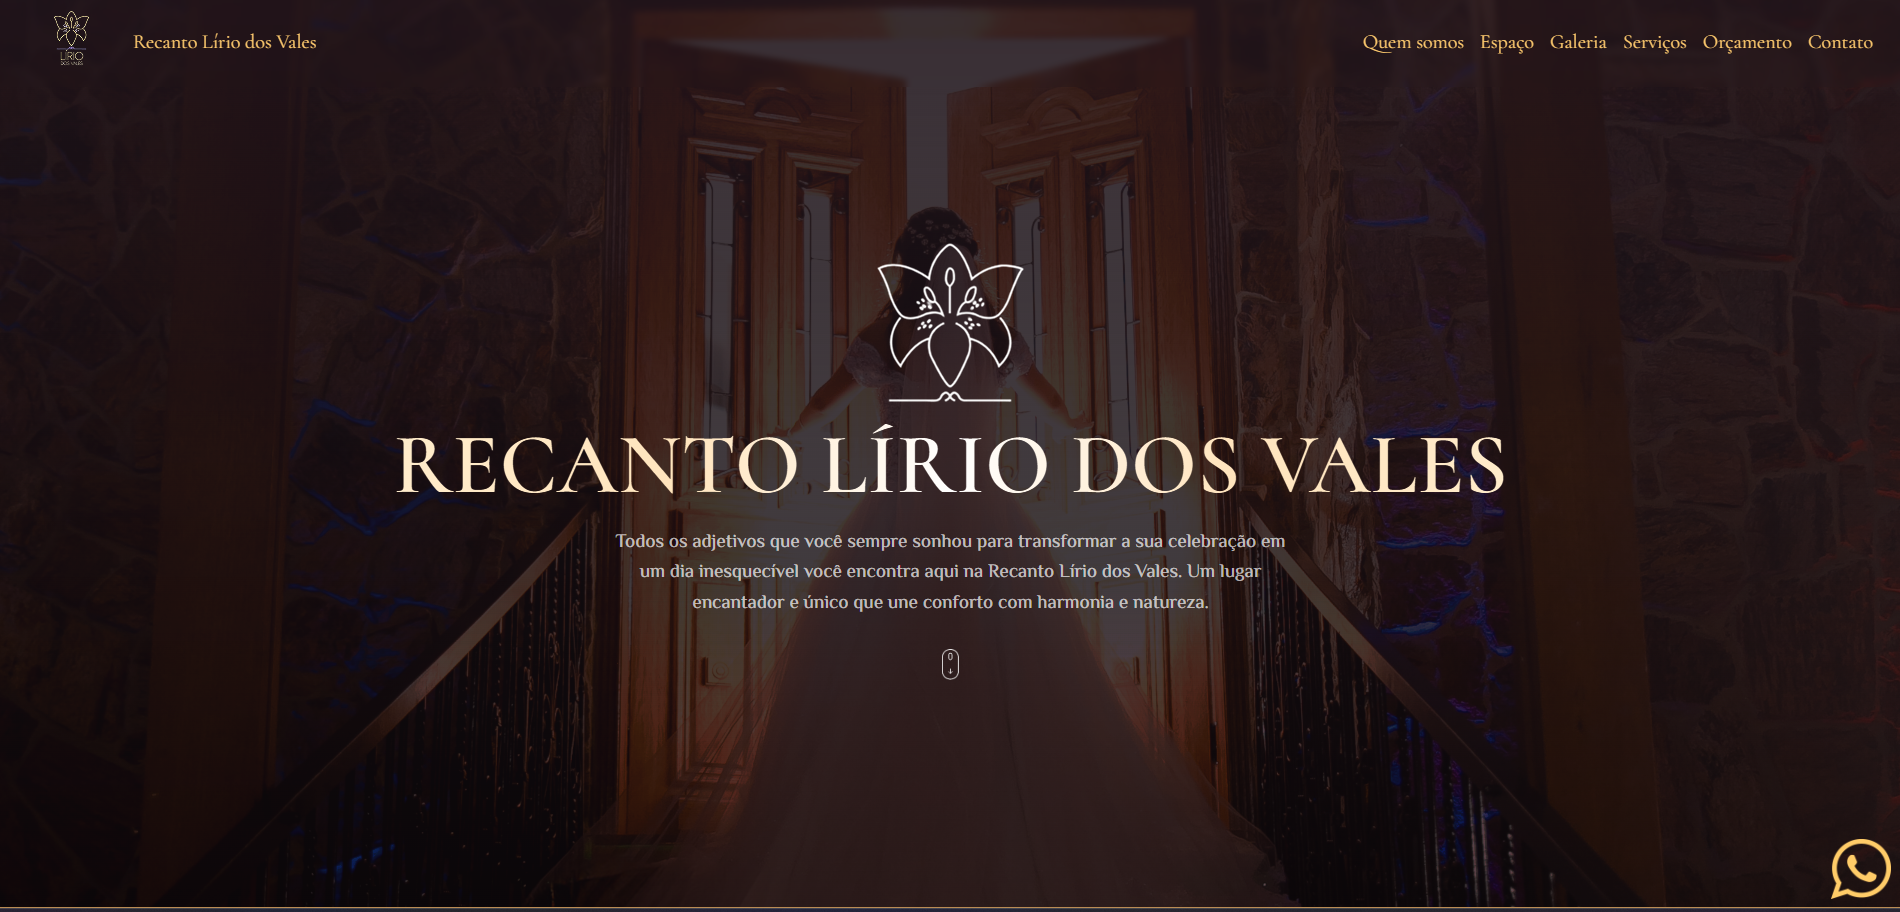 LÍRIO
DOS VALES
Recanto Lírio dos Vales
Quem somos Espaço Galeria Serviços Orçamento Contato
RECANTO LÍRIO DOS VALES
Todos os adjetivos que você sempre sonhou para transformar a sua celebração em
um dia inesquecível você encontra aqui na Recanto Lírio dos Vales. Um lugar
encantador e único que une conforto com harmonia e natureza.